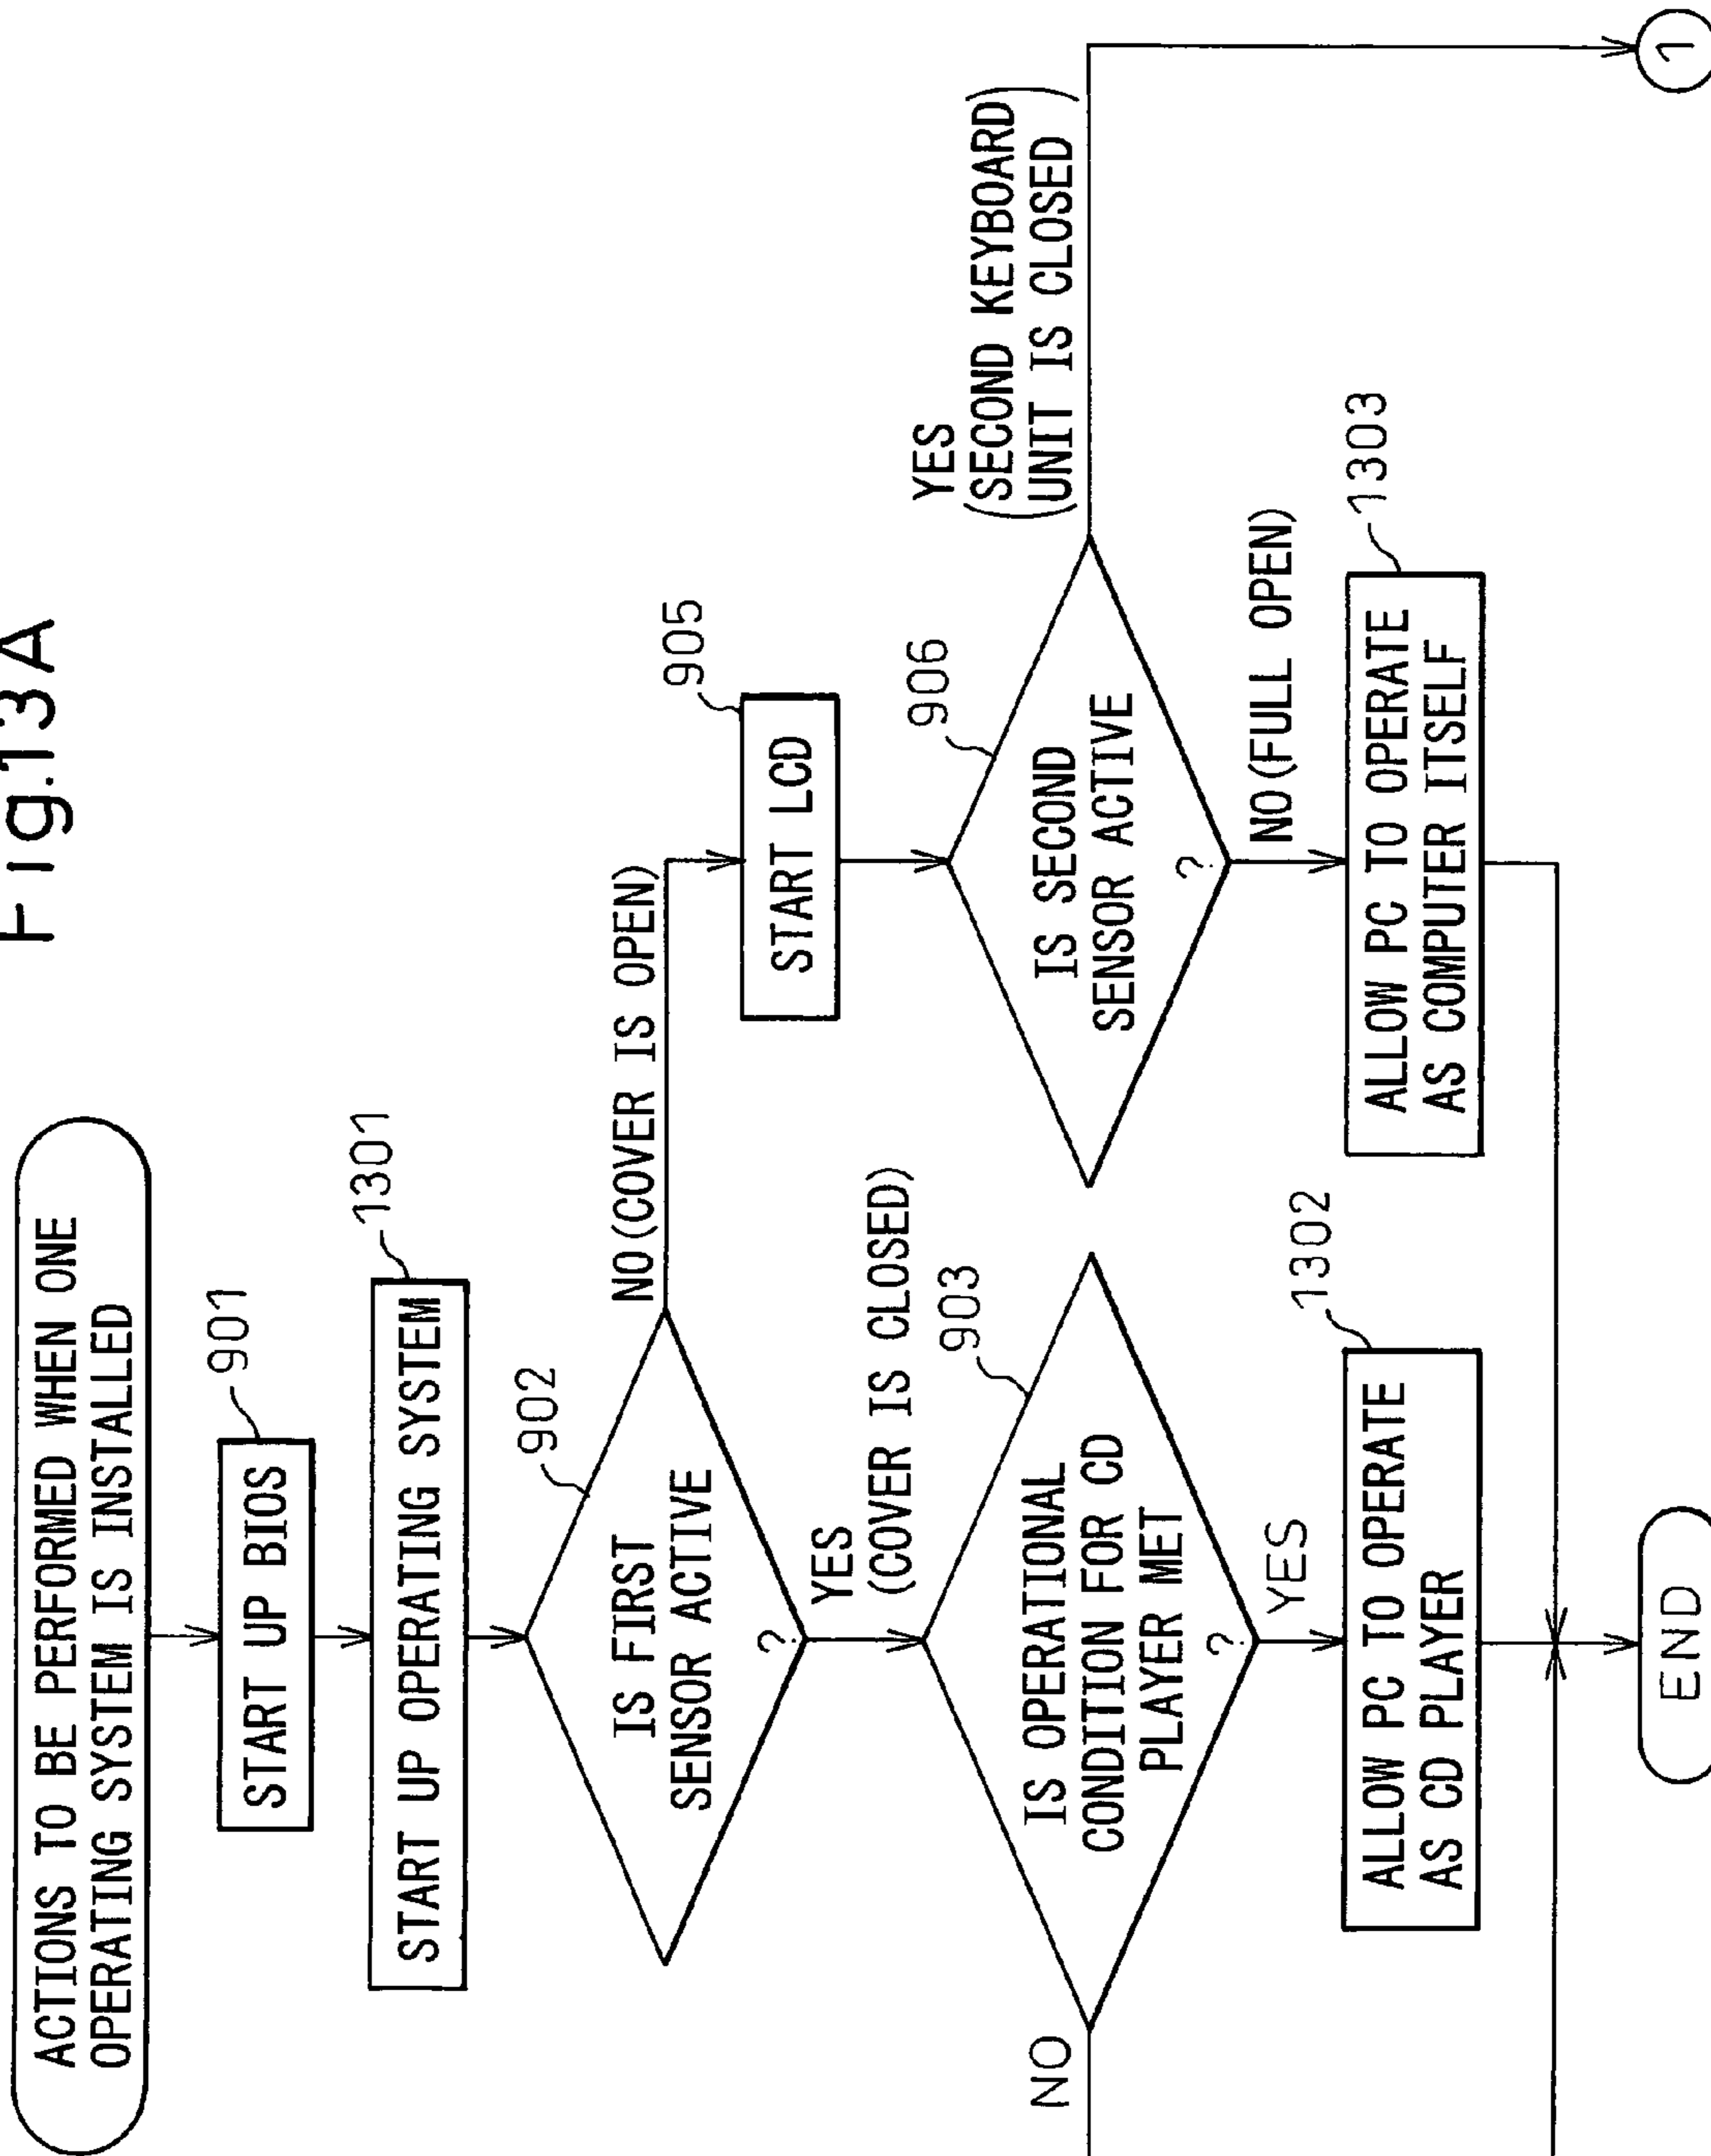 Fig.13A
ACTIONS TO BE PERFORMED WHEN ONE
OPERATING SYSTEM IS INSTALLED
901
START UP BIOS
1301
START UP OPERATING SYSTEM
902
IS FIRST
SENSOR ACTIVE
?
NO(COVER IS OPEN)
YES
(COVER IS CLOSED)
905
START LCD
903
IS OPERATIONAL
CONDITION FOR CD
PLAYER MET
?
NO
YES
906
IS SECOND
SENSOR ACTIVE
?
YES
(SECOND KEYBOARD)
(UNIT IS CLOSED)
NO(FULL OPEN)
1302
ALLOW PC TO OPERATE
AS CD PLAYER
1303
ALLOW PC TO OPERATE
AS COMPUTER ITSELF
END
1